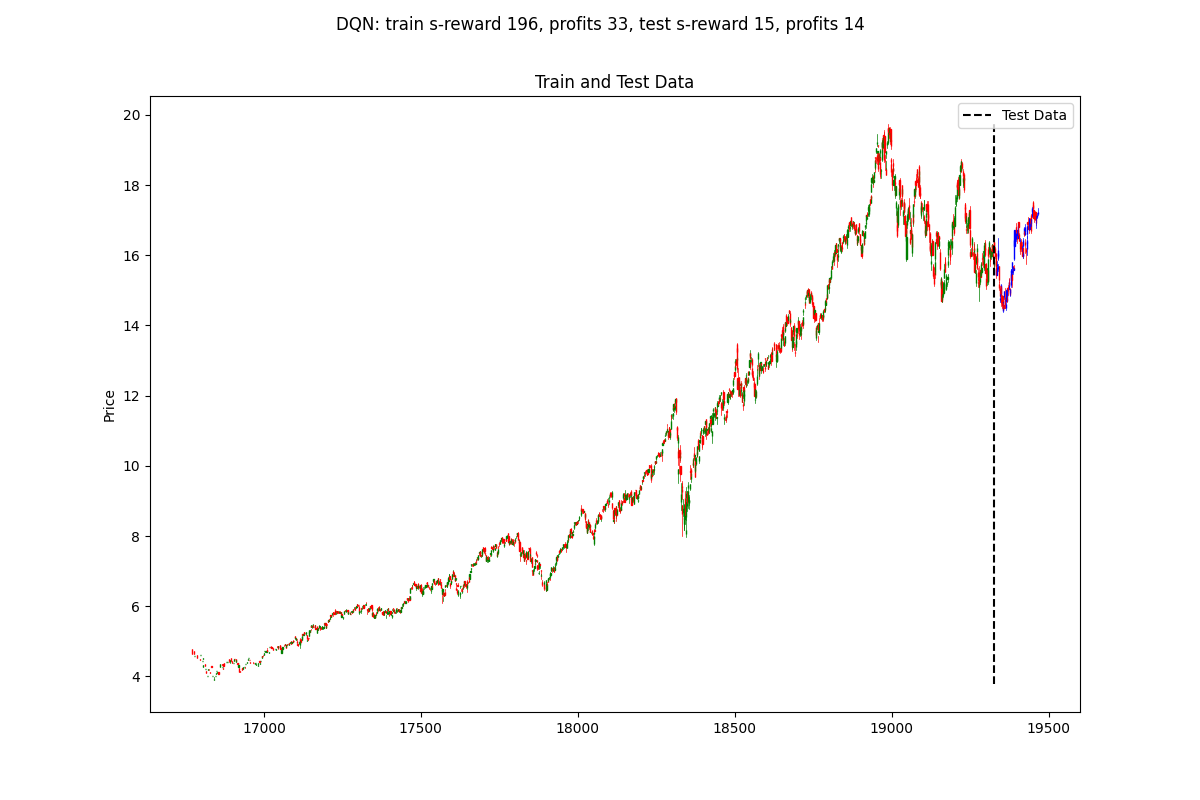 DQN: train s-reward 196, profits 33, test s-reward 15, profits 14
Train and Test Data
Test Data
Price
20
18
16
14
12
10
8
6
4
17000 17500 18000 18500 19000 19500